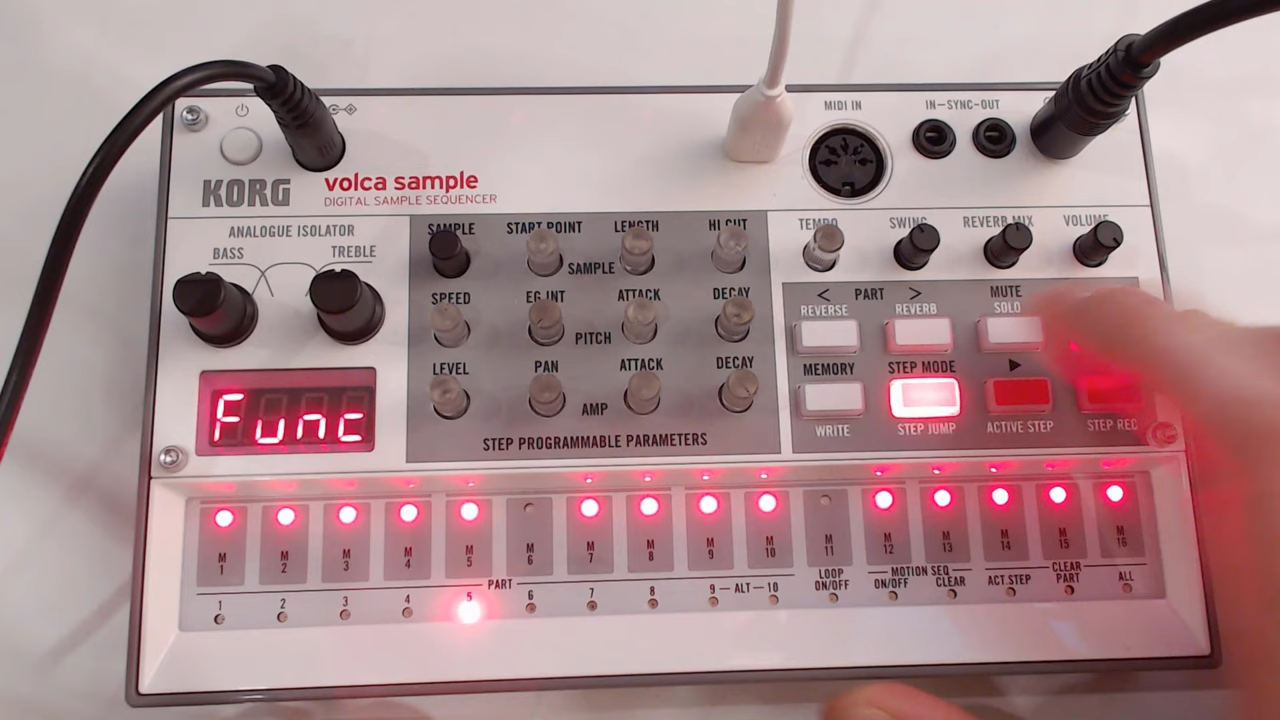 MIDI IN
IN-SYNC-OUT
KORG
volca sample
DIGITAL SAMPLE SEQUENCER
ANALOGUE ISOLATOR
BASS
TREBLE
SAMPLE
START POINT
LENGTH
HI CUT
SAMPLE
SPEED
EG INT
ATTACK
DECAY
PITCH
LEVEL
PAN
ATTACK
DECAY
AMP
STEP PROGRAMMABLE PARAMETERS
TEMPO
SWING
REVERB MIX
VOLUME
< PART >
MUTE
REVERSE
REVERB
SOLO
MEMORY
STEP MODE
WRITE
STEP JUMP
ACTIVE STEP
STEP REC
Func
M 1
M 2
M 3
M 4
M 5
M 6
M 7
M 8
M 9
M 10
M 11
M 12
M 13
M 14
M 15
M 16
PART
1
2
3
4
5
6
7
8
9 - ALT - 10
LOOP
ON/OFF
MOTION SEQ
ON/OFF
CLEAR
CLEAR
ACT.STEP
PART
ALL